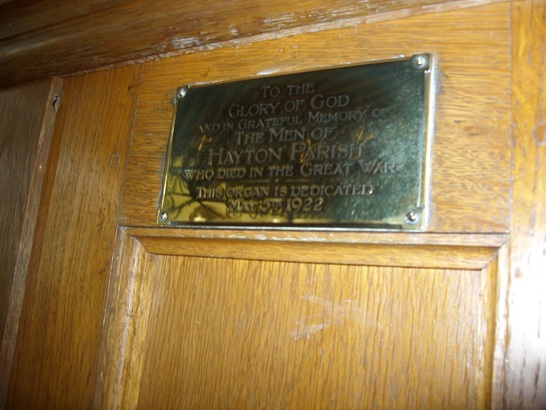 TO THE
GLORY OF GOD
AND IN GRATEFUL MEMORY OF
THE MEN OF
HAYTON PARISH
WHO DIED IN THE GREAT WAR
THIS ORGAN IS DEDICATED
MAY 1922